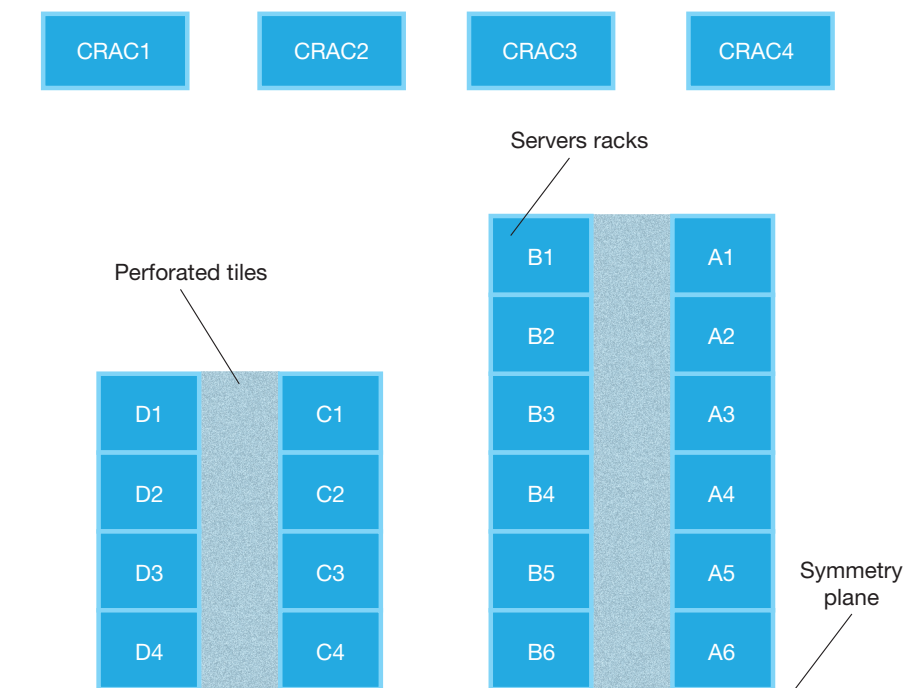 CRAC1 CRAC2 CRAC3 CRAC4
Servers racks
B1 A1
Perforated tiles
B2 A2
D1 C1 B3 A3
D2 C2 B4 A4
D3 C3 B5 A5
Symmetry
plane
D4 C4 B6 A6